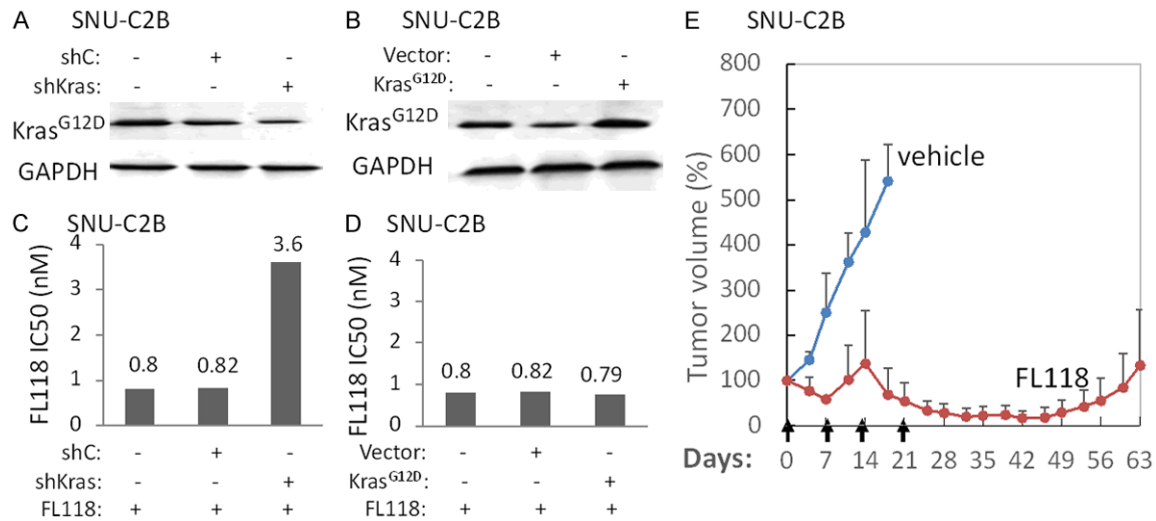 A SNU-C2B
shC: - + -
shKras: - - +
Kras^G12D
GAPDH
B SNU-C2B
Vector: - + -
Kras^G12D: - - +
Kras^G12D
GAPDH
C SNU-C2B
FL118 IC50 (nM)
4
3
2
1
0
0.8
0.82
3.6
shC: - + -
shKras: - - +
FL118: + + +
D SNU-C2B
FL118 IC50 (nM)
4
3
2
1
0
0.8
0.82
0.79
Vector: - + -
Kras^G12D: - - +
FL118: + + +
E SNU-C2B
Tumor volume (%)
800
700
600
500
400
300
200
100
0
vehicle
FL118
Days: 0 7 14 21 28 35 42 49 56 63